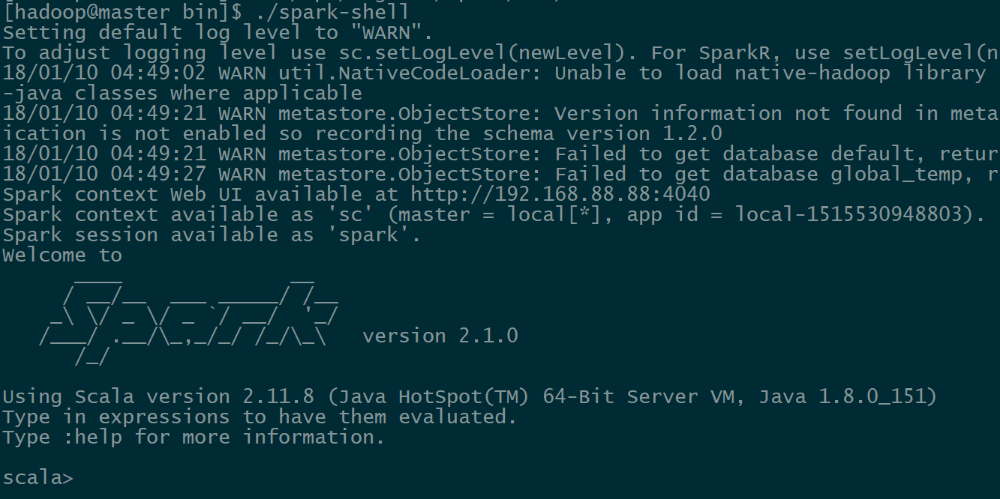 [hadoop@master bin]$ ./spark-shell
Setting default log level to "WARN".
To adjust logging level use sc.setLogLevel(newLevel). For SparkR, use setLogLevel(n
18/01/10 04:49:02 WARN util.NativeCodeLoader: Unable to load native-hadoop library
-java classes where applicable
18/01/10 04:49:21 WARN metastore.ObjectStore: Version information not found in meta
ication is not enabled so recording the schema version 1.2.0
18/01/10 04:49:21 WARN metastore.ObjectStore: Failed to get database default, retur
18/01/10 04:49:27 WARN metastore.ObjectStore: Failed to get database global_temp, r
Spark context Web UI available at http://192.168.88.88:4040
Spark context available as 'sc' (master = local[*], app id = local-1515530948803).
Spark session available as 'spark'.
Welcome to
      ____              __
     / __/__  ___ _____/ /__
    _\ \/ _ \/ _ `/ __/  '_/
   /___/ .__/\_,_/_/ /_/\_\   version 2.1.0
      /_/
Using Scala version 2.11.8 (Java HotSpot(TM) 64-Bit Server VM, Java 1.8.0_151)
Type in expressions to have them evaluated.
Type :help for more information.
scala>